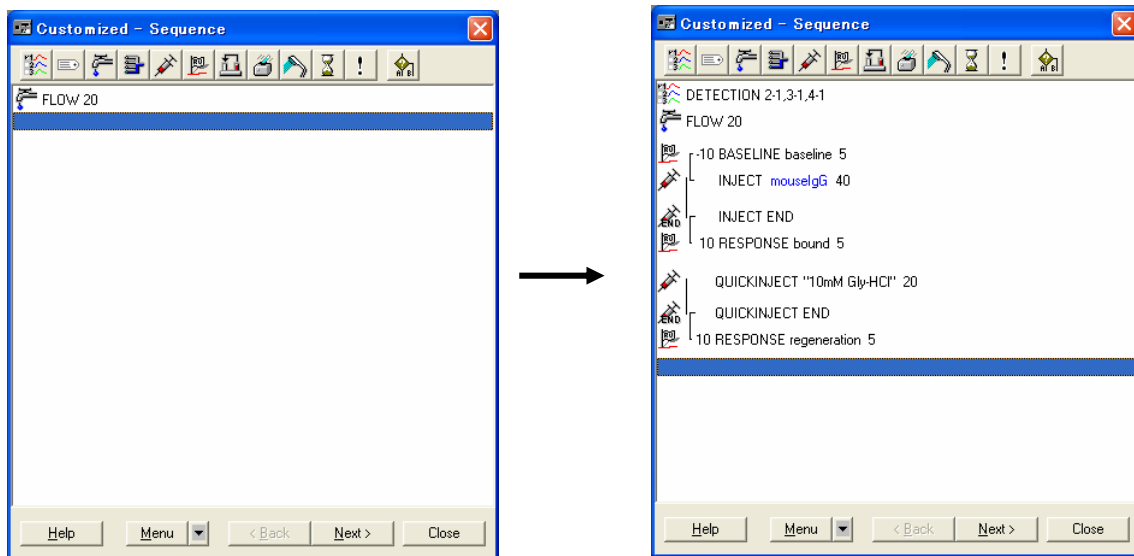 Customized - Sequence
FLOW 20
Help
Menu
< Back
Next >
Close
Customized - Sequence
DETECTION 2-1,3-1,4-1
FLOW 20
-10 BASELINE baseline 5
INJECT mouseIgG 40
INJECT END
10 RESPONSE bound 5
QUICKINJECT "10mM Gly-HCl" 20
QUICKINJECT END
10 RESPONSE regeneration 5
Help
Menu
< Back
Next >
Close